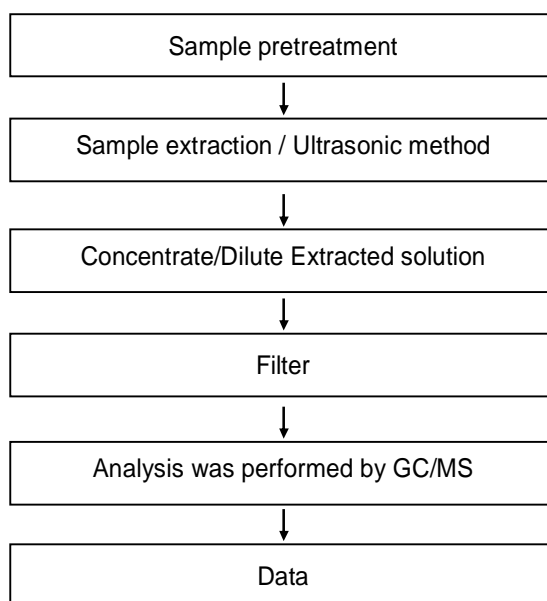 Sample pretreatment
Sample extraction / Ultrasonic method
Concentrate/Dilute Extracted solution
Filter
Analysis was performed by GC/MS
Data